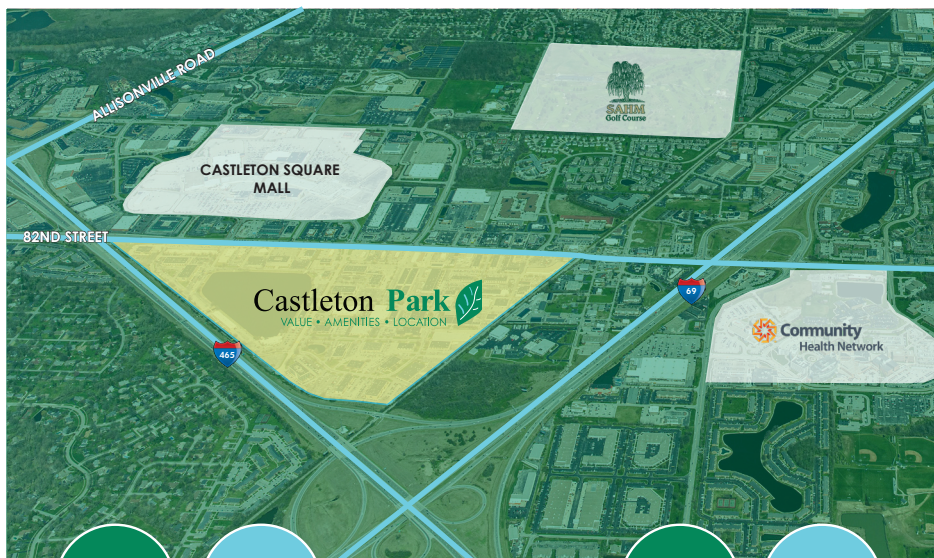 ALLISONVILLE ROAD
SAHM
Golf Course
CASTLETON SQUARE
MALL
82ND STREET
Castleton Park
VALUE • AMENITIES • LOCATION
69
465
Community
Health Network